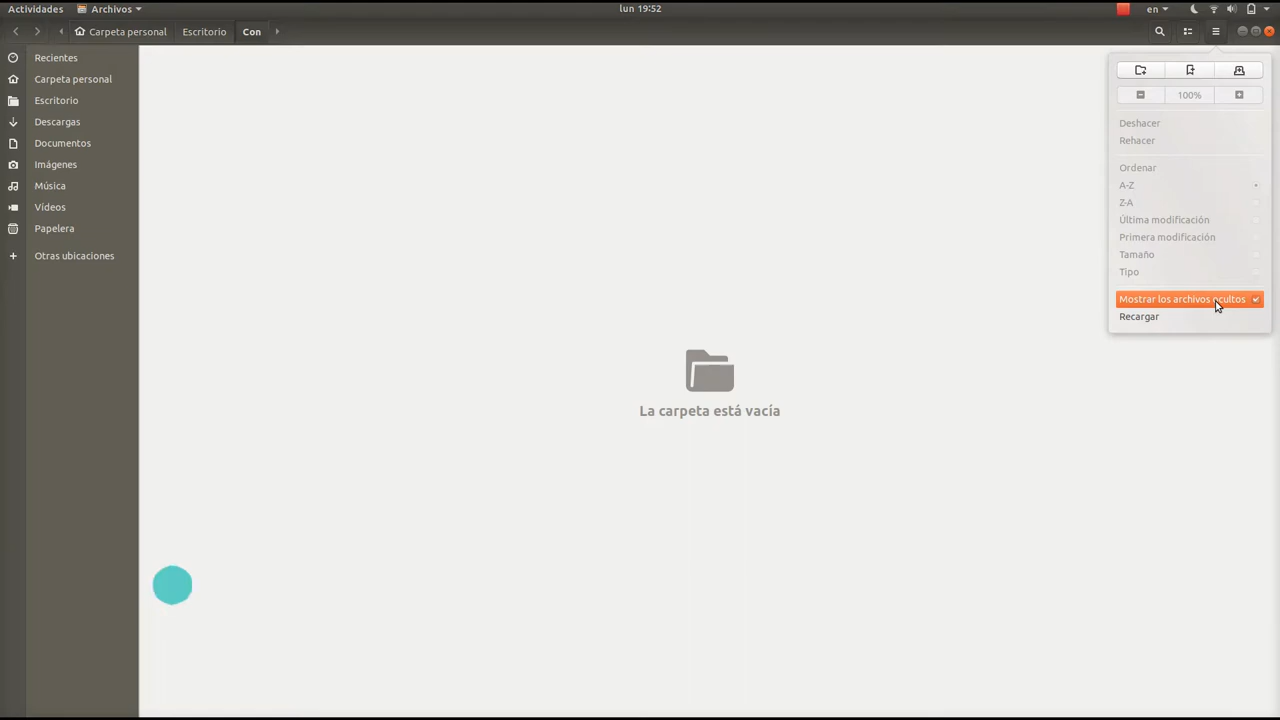 Actividades Archivos lun 19:52 en
Carpeta personal Escritorio Con
Recientes
Carpeta personal
Escritorio
Descargas
Documentos
Imágenes
Música
Vídeos
Papelera
Otras ubicaciones
La carpeta está vacía
100%
Deshacer
Rehacer
Ordenar
A-Z
Z-A
Última modificación
Primera modificación
Tamaño
Tipo
Mostrar los archivos ocultos
Recargar